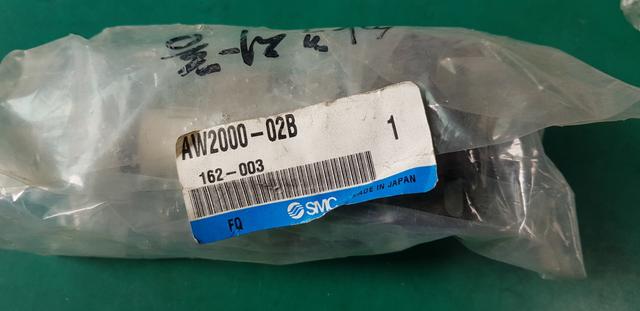 AW2000-02B 1
162-003
MADE IN JAPAN
SMC
FQ